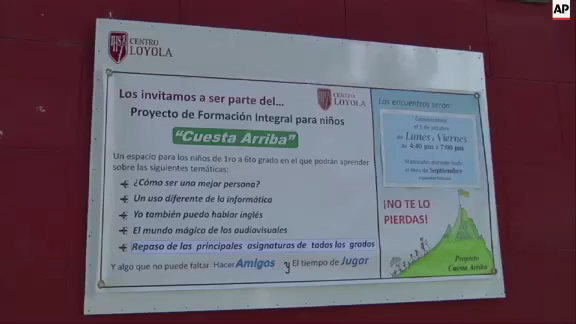 AP
CENTRO
LOYOLA
Los invitamos a ser parte del...
CENTRO
LOYOLA
Proyecto de Formación Integral para niños
"Cuesta Arriba"
Un espacio para los niños de 1ro a 6to grado en el que podrán aprender
sobre las siguientes temáticas:
¿Cómo ser una mejor persona?
Un uso diferente de la informática
Yo también puedo hablar inglés
El mundo mágico de los audiovisuales
Repaso de las principales asignaturas de todos los grados
Y algo que no puede faltar: Hacer Amigos y El tiempo de Jugar
Los encuentros serán:
Comenzaremos
de Lunes a Viernes
de 4:40 pm a 7:00 pm
el mes de Septiembre
¡NO TE LO
PIERDAS!
Proyecto
Cuesta Arriba